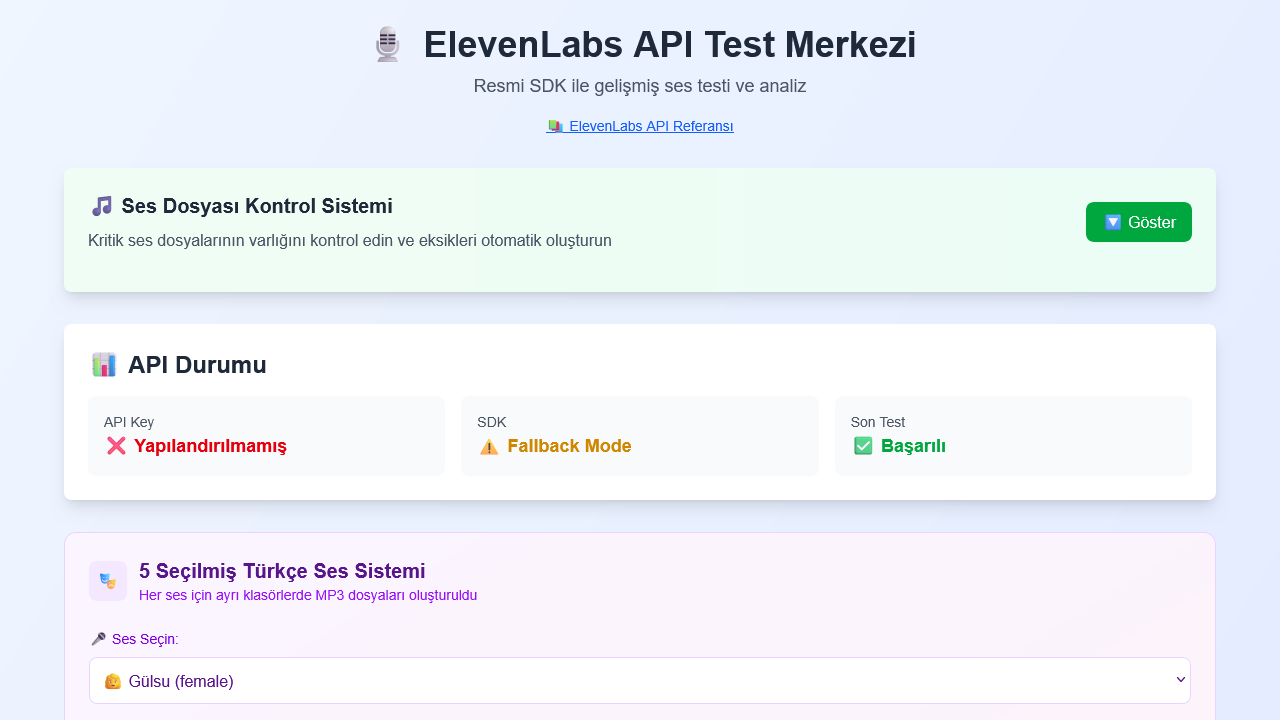 ElevenLabs API Test Merkezi
Resmi SDK ile gelişmiş ses testi ve analiz
ElevenLabs API Referansı
Ses Dosyası Kontrol Sistemi
Kritik ses dosyalarının varlığını kontrol edin ve eksikleri otomatik oluşturun
Göster
API Durumu
API Key
Yapılandırılmamış
SDK
Fallback Mode
Son Test
Başarılı
5 Seçilmiş Türkçe Ses Sistemi
Her ses için ayrı klasörlerde MP3 dosyaları oluşturuldu
Ses Seçin:
Gülsu (female)